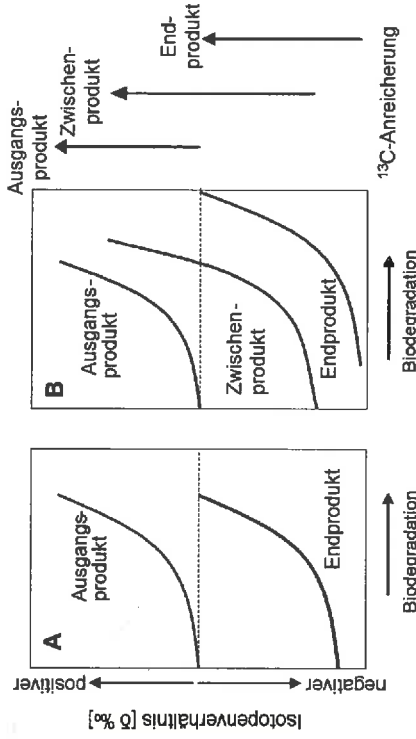 Isotopenverhältnis [δ ‰]
negativer
positiver
A
Ausgangs-
produkt
Endprodukt
Biodegradation
B
Ausgangs-
produkt
Zwischen-
produkt
Endprodukt
Biodegradation
Ausgangs-
produkt
Zwischen-
produkt
End-
produkt
¹³C-Anreicherung